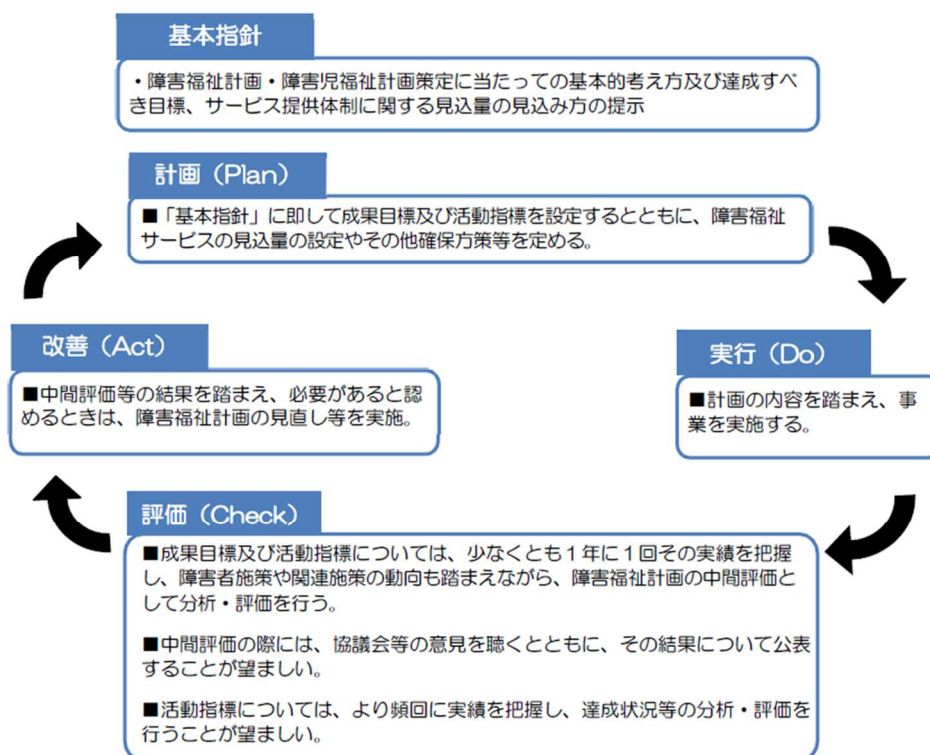 基本指針
・障害福祉計画・障害児福祉計画策定に当たっての基本的考え方及び達成すべ
き目標、サービス提供体制に関する見込量の見込み方の提示
計画（Plan）
■「基本指針」に即して成果目標及び活動指標を設定するとともに、障害福祉
サービスの見込量の設定やその他確保方策等を定める。
改善（Act）
■中間評価等の結果を踏まえ、必要があると認
めるときは、障害福祉計画の見直し等を実施。
実行（Do）
■計画の内容を踏まえ、事
業を実施する。
評価（Check）
■成果目標及び活動指標については、少なくとも１年に１回その実績を把握
し、障害者施策や関連施策の動向も踏まえながら、障害福祉計画の中間評価と
して分析・評価を行う。
■中間評価の際には、協議会等の意見を聴くとともに、その結果について公表
することが望ましい。
■活動指標については、より頻回に実績を把握し、達成状況等の分析・評価を
行うことが望ましい。